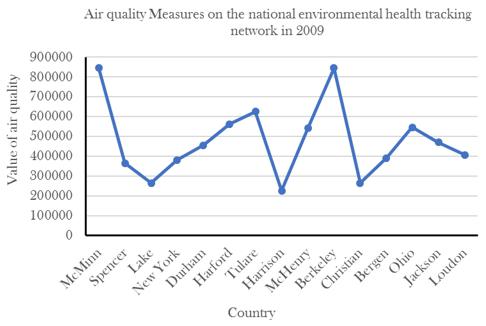 Air quality Measures on the national environmental health tracking
network in 2009
Value of air quality
900000
800000
700000
600000
500000
400000
300000
200000
100000
0
McMinn
Spencer
Lake
New York
Durham
Harford
Tulare
Harrison
McHenry
Berkeley
Christian
Bergen
Ohio
Jackson
Loudon
Country